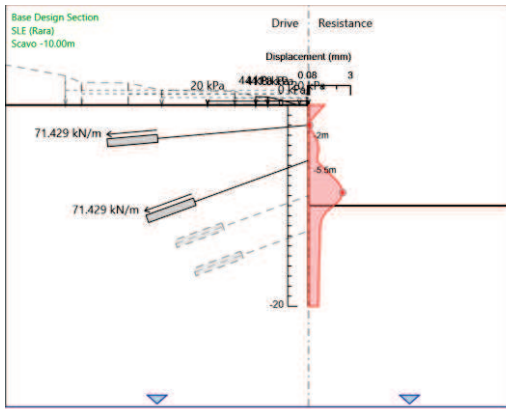 Base Design Section
SLE (Rara)
Scavo -10.00m
Drive
Resistance
Displacement (mm)
0.08
3
20 kPa
0
-2m
71.429 kN/m
-5.5m
71.429 kN/m
-20